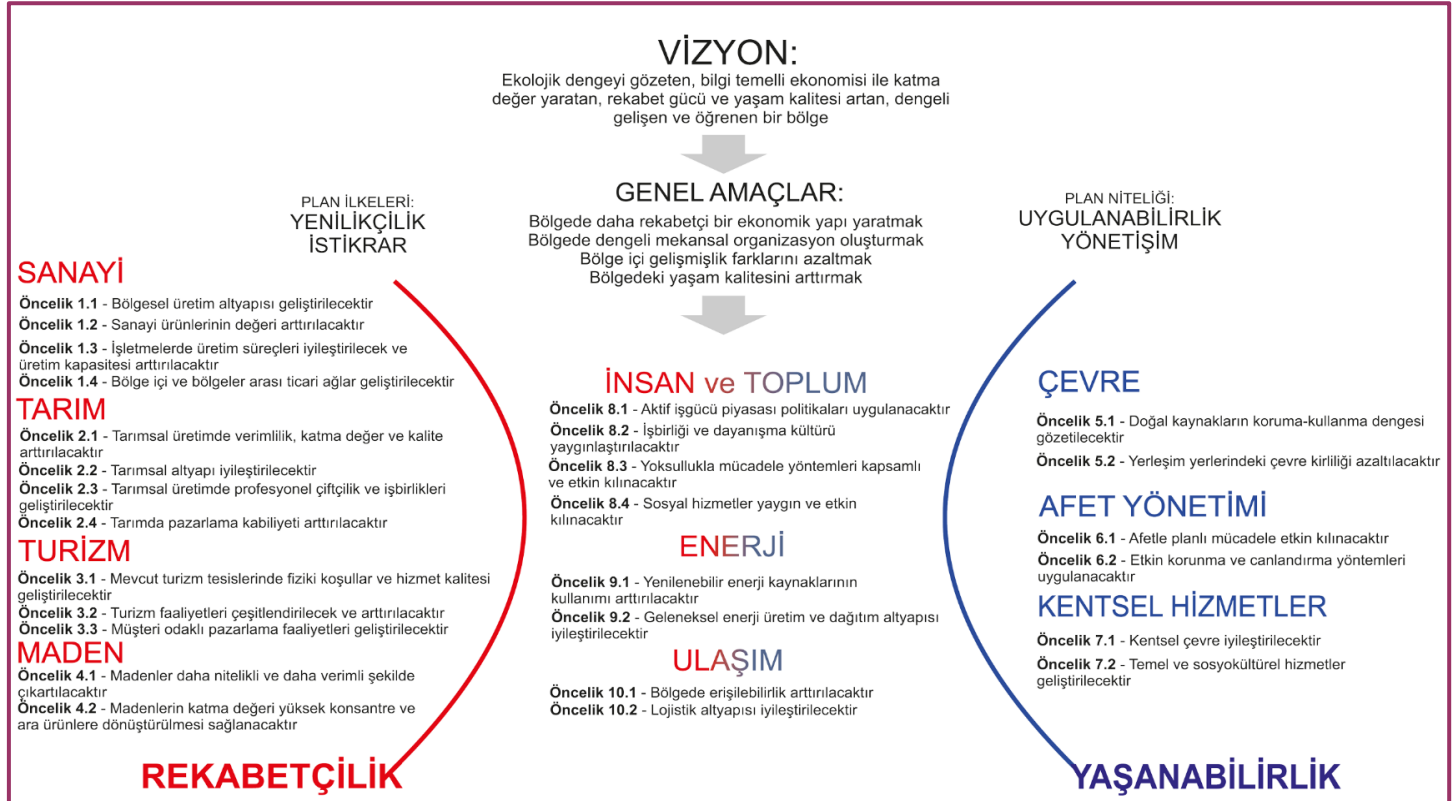 VİZYON:
Ekolojik dengeyi gözeten, bilgi temelli ekonomisi ile katma
değer yaratan, rekabet gücü ve yaşam kalitesi artan, dengeli
gelişen ve öğrenen bir bölge
GENEL AMAÇLAR:
Bölgede daha rekabetçi bir ekonomik yapı yaratmak
Bölgede dengeli mekansal organizasyon oluşturmak
Bölge içi gelişmişlik farklarını azaltmak
Bölgedeki yaşam kalitesini arttırmak
PLAN İLKELERİ:
YENİLİKÇİLİK
İSTİKRAR
PLAN NİTELİĞİ:
UYGULANABİLİRLİK
YÖNETİŞİM
SANAYİ
Öncelik 1.1 - Bölgesel üretim altyapısı geliştirilecektir
Öncelik 1.2 - Sanayi ürünlerinin değeri arttırılacaktır
Öncelik 1.3 - İşletmelerde üretim süreçleri iyileştirilecek ve
üretim kapasitesi arttırılacaktır
Öncelik 1.4 - Bölge içi ve bölgeler arası ticari ağlar geliştirilecektir
TARIM
Öncelik 2.1 - Tarımsal üretimde verimlilik, katma değer ve kalite
arttırılacaktır
Öncelik 2.2 - Tarımsal altyapı iyileştirilecektir
Öncelik 2.3 - Tarımsal üretimde profesyonel çiftçilik ve işbirlikleri
geliştirilecektir
Öncelik 2.4 - Tarımda pazarlama kabiliyeti arttırılacaktır
TURİZM
Öncelik 3.1 - Mevcut turizm tesislerinde fiziki koşullar ve hizmet kalitesi
geliştirilecektir
Öncelik 3.2 - Turizm faaliyetleri çeşitlendirilecek ve arttırılacaktır
Öncelik 3.3 - Müşteri odaklı pazarlama faaliyetleri geliştirilecektir
MADEN
Öncelik 4.1 - Madenler daha nitelikli ve daha verimli şekilde
çıkartılacaktır
Öncelik 4.2 - Madenlerin katma değeri yüksek konsantre ve
ara ürünlere dönüştürülmesi sağlanacaktır
REKABETÇİLİK
İNSAN ve TOPLUM
Öncelik 8.1 - Aktif işgücü piyasası politikaları uygulanacaktır
Öncelik 8.2 - İşbirliği ve dayanışma kültürü
yaygınlaştırılacaktır
Öncelik 8.3 - Yoksullukla mücadele yöntemleri kapsamlı
ve etkin kılınacaktır
Öncelik 8.4 - Sosyal hizmetler yaygın ve etkin
kılınacaktır
ENERJİ
Öncelik 9.1 - Yenilenebilir enerji kaynaklarının
kullanımı arttırılacaktır
Öncelik 9.2 - Geleneksel enerji üretim ve dağıtım altyapısı
iyileştirilecektir
ULAŞIM
Öncelik 10.1 - Bölgede erişilebilirlik arttırılacaktır
Öncelik 10.2 - Lojistik altyapısı iyileştirilecektir
ÇEVRE
Öncelik 5.1 - Doğal kaynakların koruma-kullanma dengesi
gözetilecektir
Öncelik 5.2 - Yerleşim yerlerindeki çevre kirliliği azaltılacaktır
AFET YÖNETİMİ
Öncelik 6.1 - Afetle planlı mücadele etkin kılınacaktır
Öncelik 6.2 - Etkin korunma ve canlandırma yöntemleri
uygulanacaktır
KENTSEL HİZMETLER
Öncelik 7.1 - Kentsel çevre iyileştirilecektir
Öncelik 7.2 - Temel ve sosyokültürel hizmetler
geliştirilecektir
YAŞANABİLİRLİK